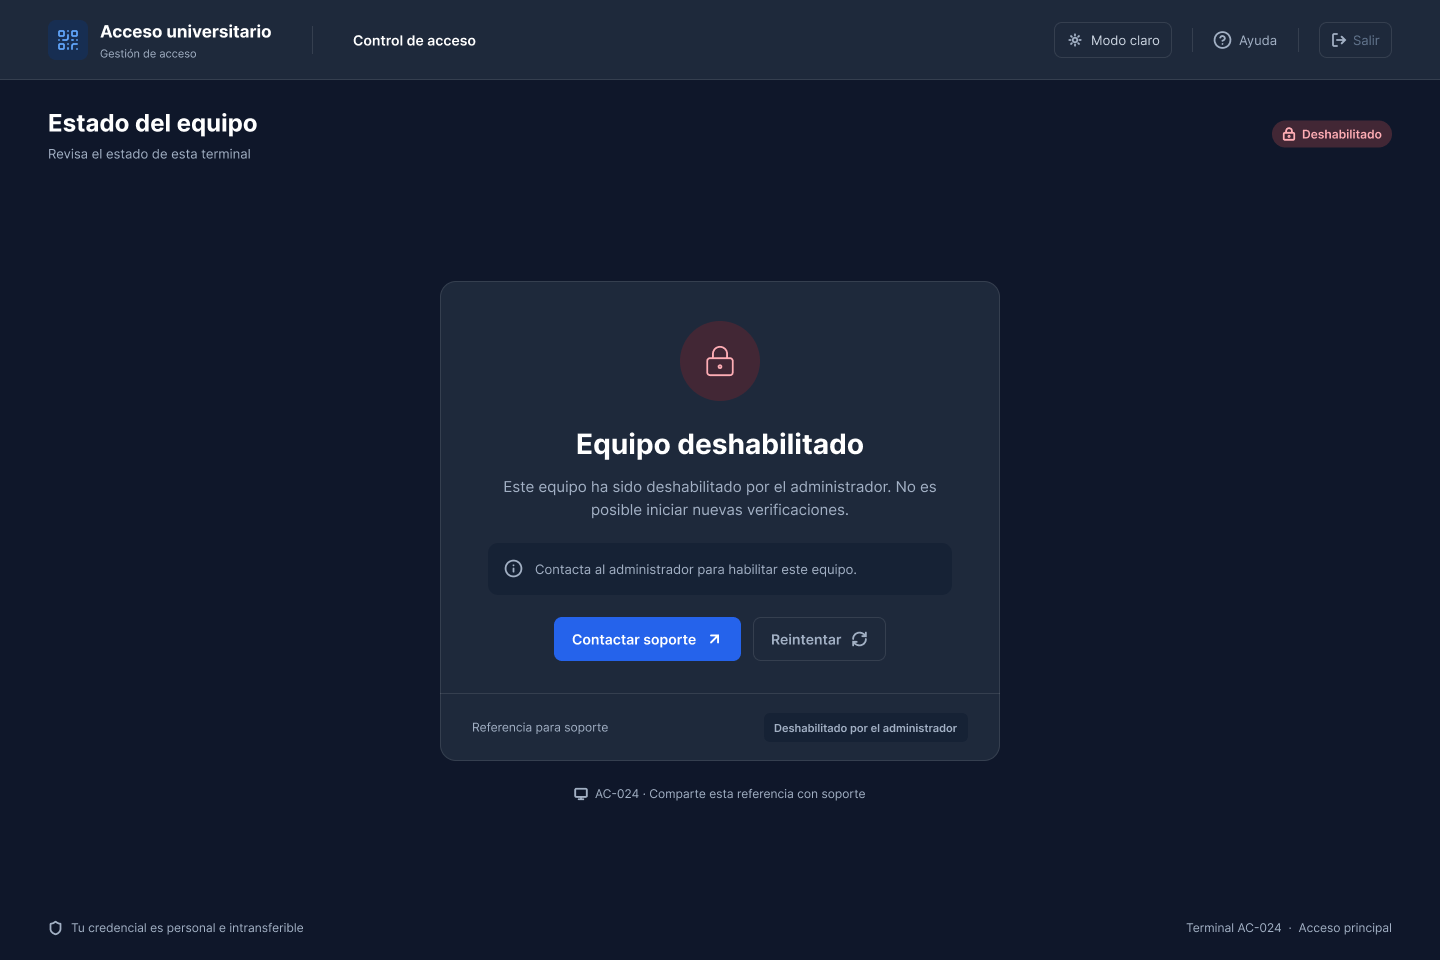 Acceso universitario
Gestión de acceso
Control de acceso
Modo claro
Ayuda
Salir
Estado del equipo
Revisa el estado de esta terminal
Deshabilitado
Equipo deshabilitado
Este equipo ha sido deshabilitado por el administrador. No es
posible iniciar nuevas verificaciones.
Contacta al administrador para habilitar este equipo.
Contactar soporte
Reintentar
Referencia para soporte
Deshabilitado por el administrador
AC-024 · Comparte esta referencia con soporte
Tu credencial es personal e intransferible
Terminal AC-024 · Acceso principal